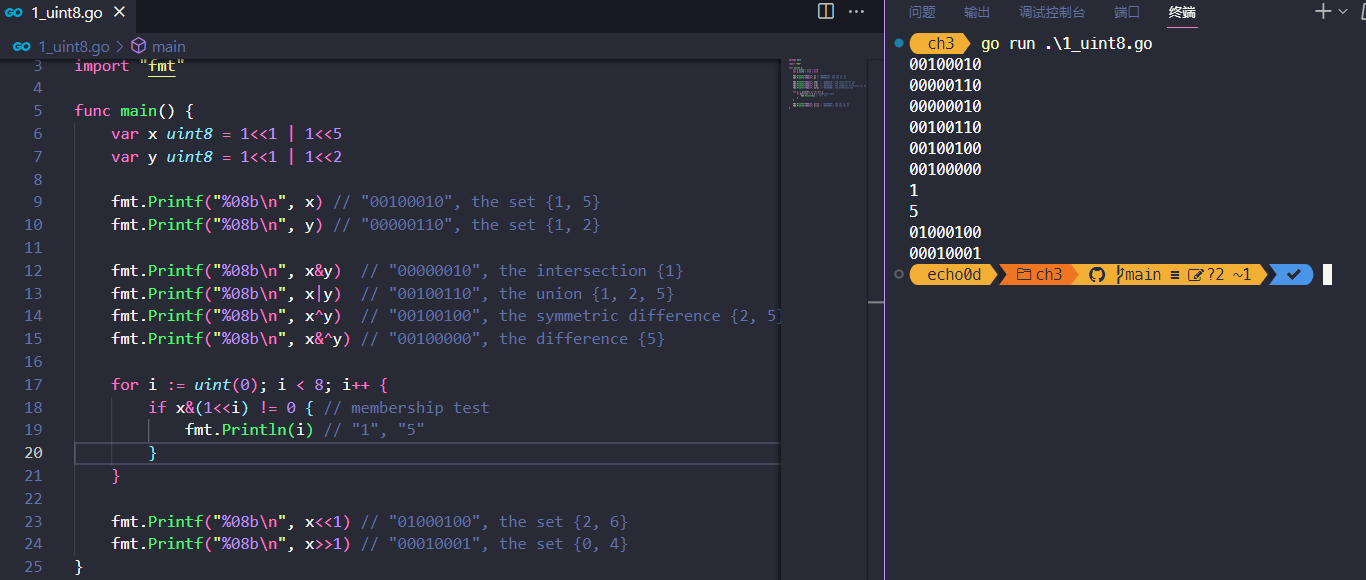 GO 1_uint8.go ×
GO 1_uint8.go > main
3 import "fmt"
4
5 func main() {
6 var x uint8 = 1<<1 | 1<<5
7 var y uint8 = 1<<1 | 1<<2
8
9 fmt.Printf("%08b\n", x) // "00100010", the set {1, 5}
10 fmt.Printf("%08b\n", y) // "00000110", the set {1, 2}
11
12 fmt.Printf("%08b\n", x&y)  // "00000010", the intersection {1}
13 fmt.Printf("%08b\n", x|y)  // "00100110", the union {1, 2, 5}
14 fmt.Printf("%08b\n", x^y)  // "00100100", the symmetric difference {2, 5}
15 fmt.Printf("%08b\n", x&^y) // "00100000", the difference {5}
16
17 for i := uint(0); i < 8; i++ {
18 if x&(1<<i) != 0 { // membership test
19 fmt.Println(i) // "1", "5"
20 }
21 }
22
23 fmt.Printf("%08b\n", x<<1) // "01000100", the set {2, 6}
24 fmt.Printf("%08b\n", x>>1) // "00010001", the set {0, 4}
25 }
问题 输出 调试控制台 端口 终端
ch3 go run .\1_uint8.go
00100010
00000110
00000010
00100110
00100100
00100000
1
5
01000100
00010001
echo0d ch3 main ≡ ?2 ~1